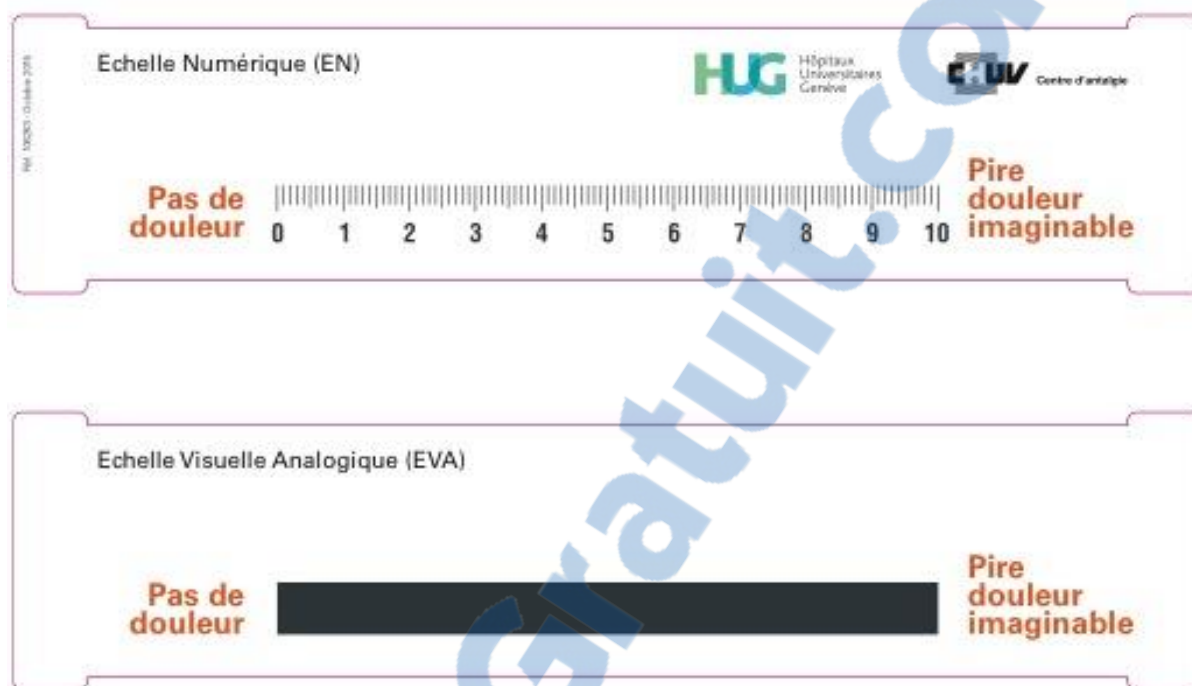 Echelle Numérique (EN)
HUG
Hôpitaux
Universitaires
Genève
Centre d'antalgie
Pas de
douleur
0 1 2 3 4 5 6 7 8 9 10
Pire
douleur
imaginable
Echelle Visuelle Analogique (EVA)
Pas de
douleur
Pire
douleur
imaginable
Gratuit.co